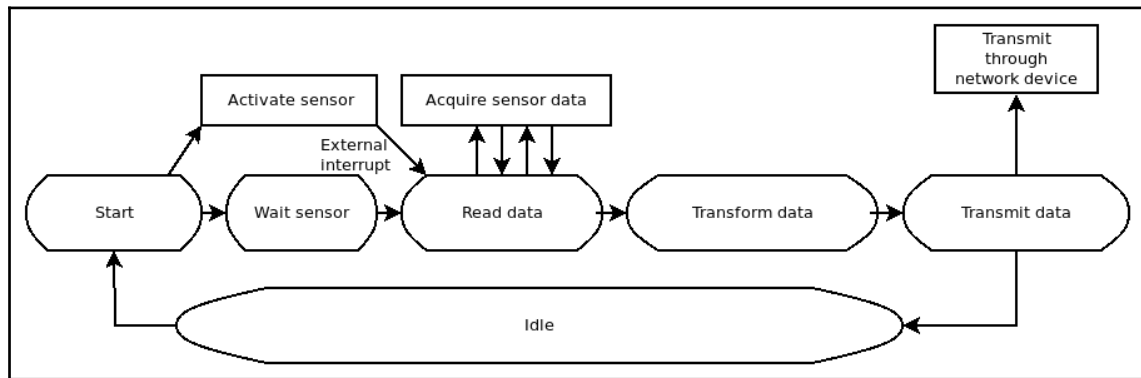 Transmit
through
network device
Activate sensor
Acquire sensor data
External
interrupt
Start
Wait sensor
Read data
Transform data
Transmit data
Idle